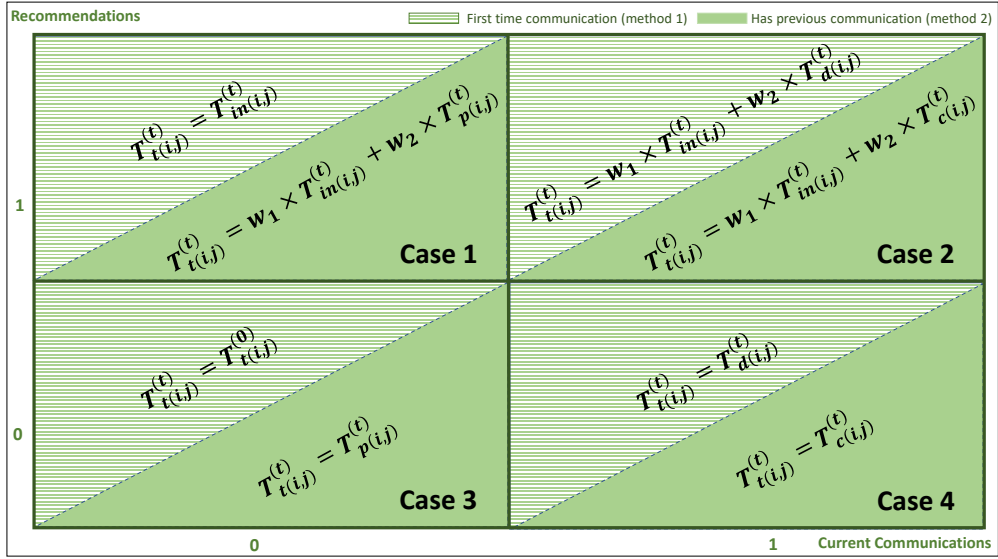 Recommendations
First time communication (method 1)
Has previous communication (method 2)
T_{t(i,j)}^{(t)} = T_{in(i,j)}^{(t)}
T_{t(i,j)}^{(t)} = w_1 × T_{in(i,j)}^{(t)} + w_2 × T_{p(i,j)}^{(t)}
Case 1
T_{t(i,j)}^{(t)} = w_1 × T_{in(i,j)}^{(t)} + w_2 × T_{d(i,j)}^{(t)}
T_{t(i,j)}^{(t)} = w_1 × T_{in(i,j)}^{(t)} + w_2 × T_{c(i,j)}^{(t)}
Case 2
1
T_{t(i,j)}^{(t)} = T_{t(i,j)}^{(0)}
T_{t(i,j)}^{(t)} = T_{p(i,j)}^{(t)}
Case 3
T_{t(i,j)}^{(t)} = T_{d(i,j)}^{(t)}
T_{t(i,j)}^{(t)} = T_{c(i,j)}^{(t)}
Case 4
0
0
1
Current Communications